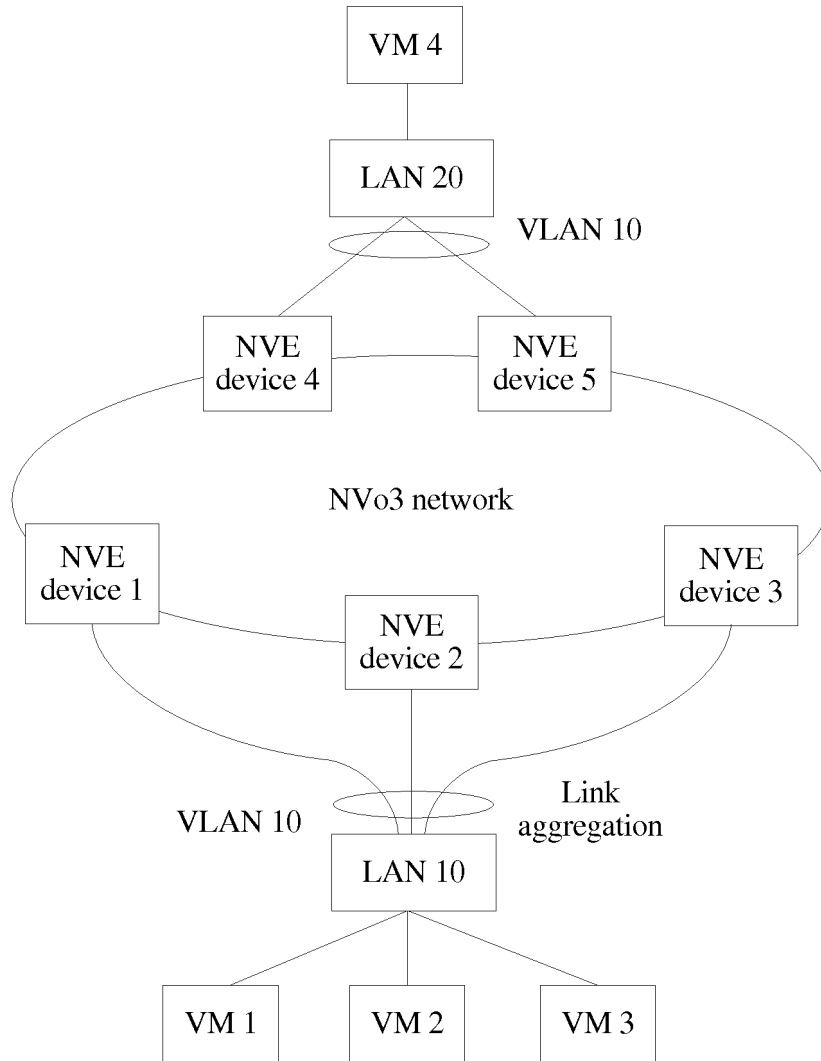 VM 4
LAN 20
VLAN 10
NVE
device 4
NVE
device 5
NVo3 network
NVE
device 1
NVE
device 2
NVE
device 3
VLAN 10
Link
aggregation
LAN 10
VM 1
VM 2
VM 3